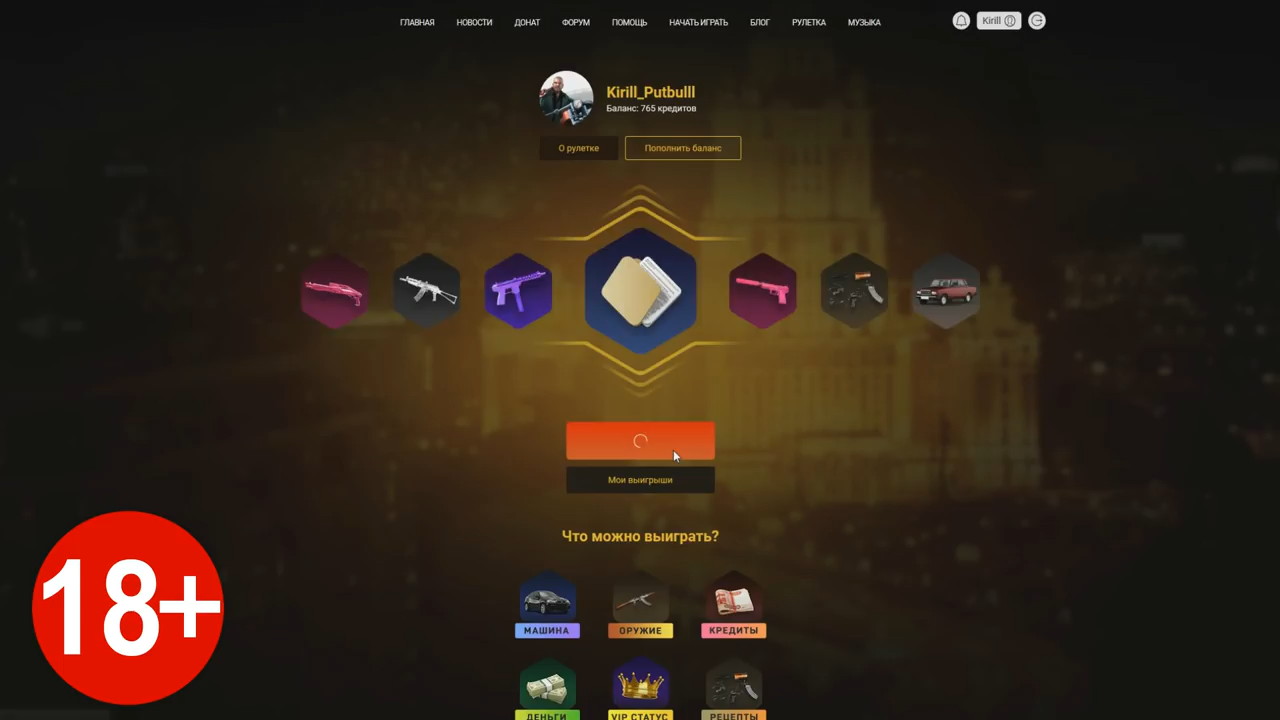 ГЛАВНАЯ НОВОСТИ ДОНАТ ФОРУМ ПОМОЩЬ НАЧАТЬ ИГРАТЬ БЛОГ РУЛЕТКА МУЗЫКА Kirill
Kirill_Putbulll
Баланс: 765 кредитов
О рулетке Пополнить баланс
Мои выигрыши
Что можно выиграть?
МАШИНА ОРУЖИЕ КРЕДИТЫ
18+
ДЕНЬГИ VIP СТАТУС РЕЦЕПТЫ